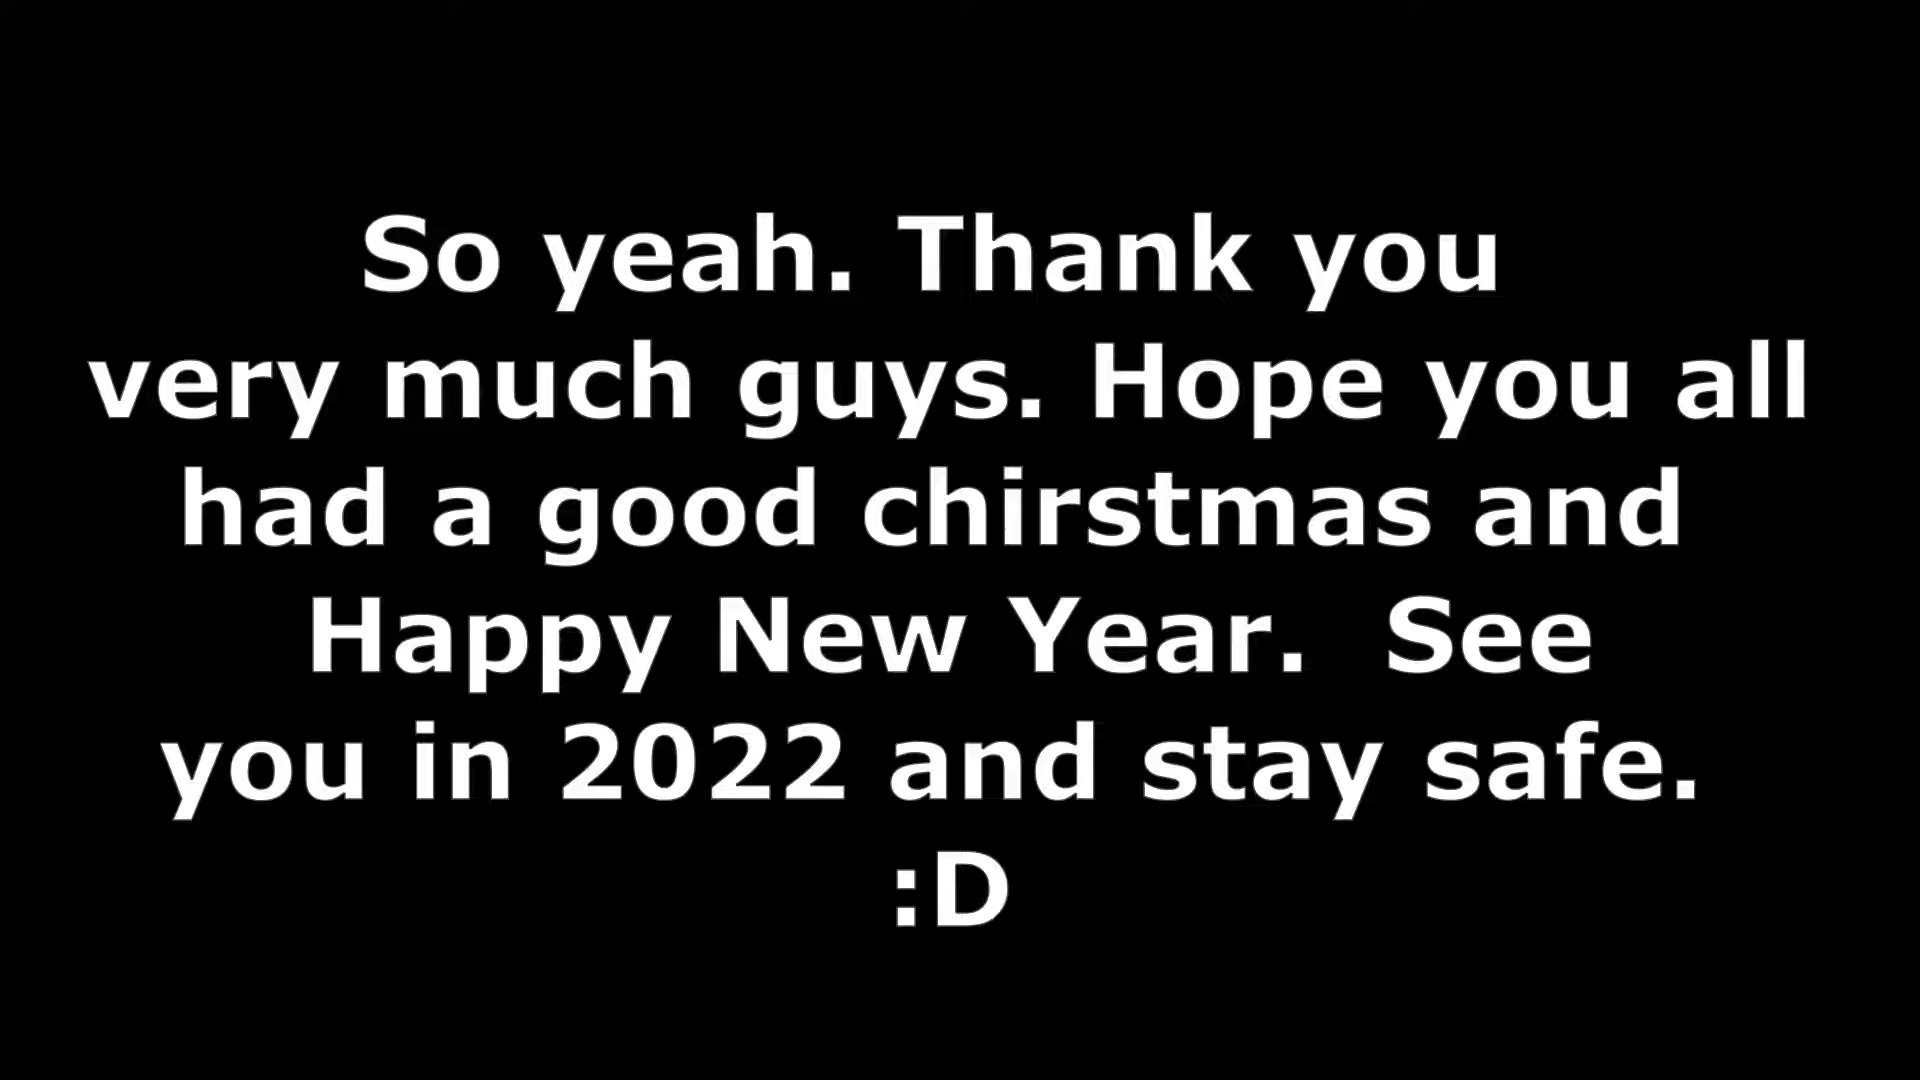 So yeah. Thank you
very much guys. Hope you all
had a good chirstmas and
Happy New Year.  See
you in 2022 and stay safe.
:D